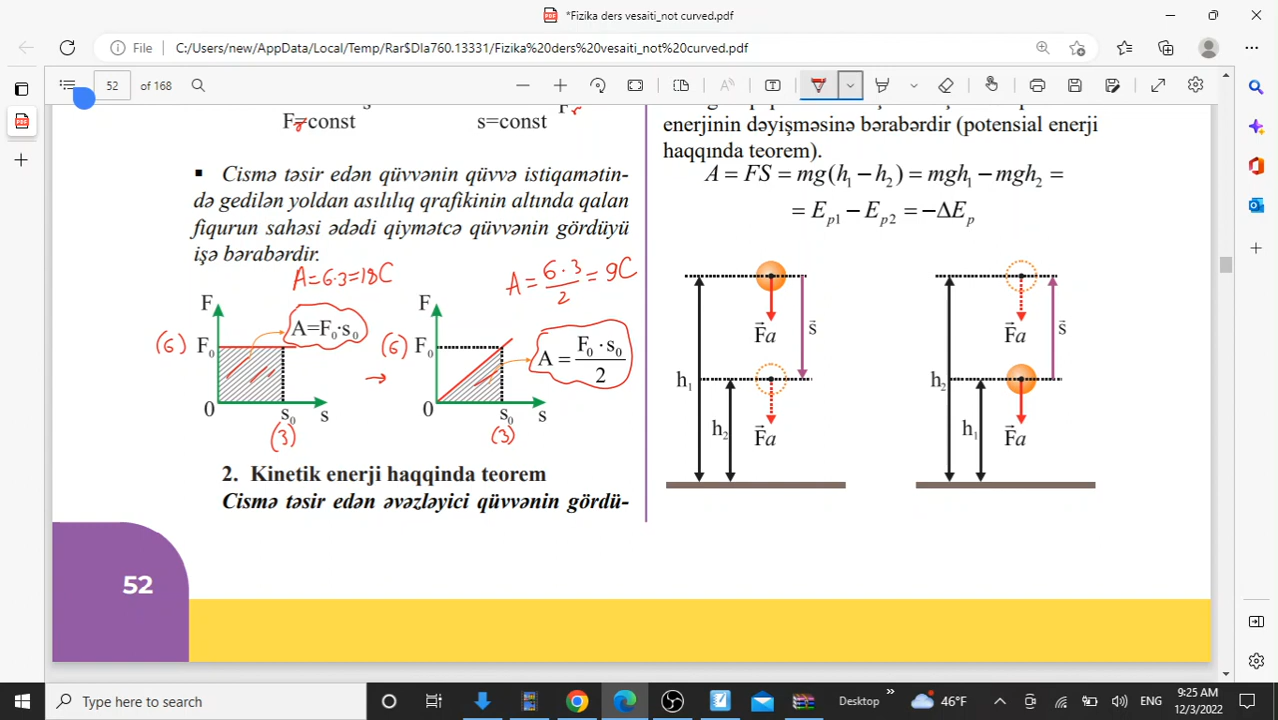 *Fizika ders vesaiti_not curved.pdf
File
C:/Users/new/AppData/Local/Temp/Rar$DIa760.13331/Fizika%20ders%20vesaiti_not%20curved.pdf
52 of 168
F=const
s=const
■ Cismə təsir edən qüvvənin qüvvə istiqamətin-
də gedilən yoldan asılılıq qrafikinin altında qalan
fiqurun sahəsi ədədi qiymətcə qüvvənin gördüyü
işə bərabərdir.
A=6·3=18C
A=6·3/2=9C
F
(6) F₀
A=F₀·s₀
0
s₀
s
(3)
F
(6) F₀
A = F₀·s₀/2
0
s₀
s
(3)
2. Kinetik enerji haqqında teorem
Cismə təsir edən əvəzləyici qüvvənin gördü-
enerjinin dəyişməsinə bərabərdir (potensial enerji
haqqında teorem).
A = FS = mg(h₁ − h₂) = mgh₁ − mgh₂ =
= Eₚ₁ − Eₚ₂ = −ΔEₚ
F⃗a
s⃗
h₁
h₂
F⃗a
F⃗a
s⃗
h₂
h₁
F⃗a
52
Type here to search
Desktop
46°F
ENG
9:25 AM
12/3/2022